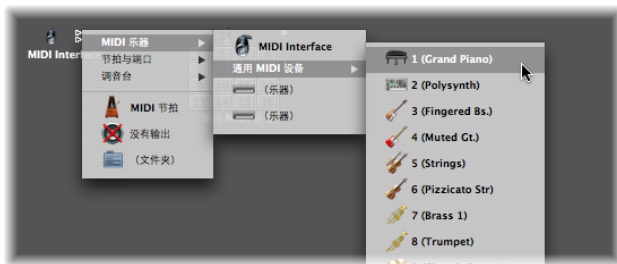 MIDI Interface
MIDI 乐器
节拍与端口
调音台
MIDI 节拍
没有输出
（文件夹）
MIDI Interface
通用 MIDI 设备
（乐器）
（乐器）
1 (Grand Piano)
2 (Polysynth)
3 (Fingered Bs.)
4 (Muted Gt.)
5 (Strings)
6 (Pizzicato Str)
7 (Brass 1)
8 (Trumpet)